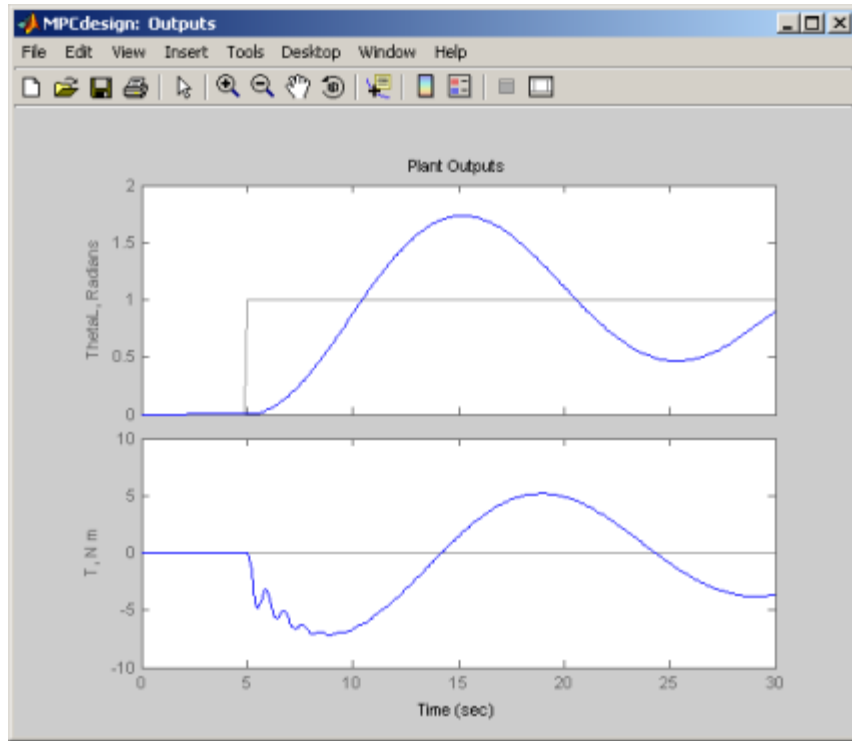 MPCdesign: Outputs
File Edit View Insert Tools Desktop Window Help
Plant Outputs
2
1.5
1
0.5
0
ThetaL, Radians
10
5
0
-5
-10
T, N m
0 5 10 15 20 25 30
Time (sec)